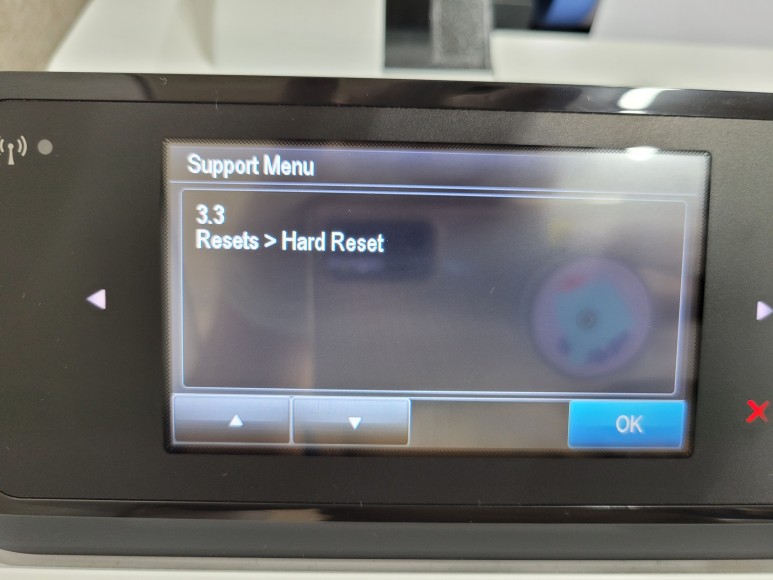 Support Menu
3.3
Resets > Hard Reset
OK